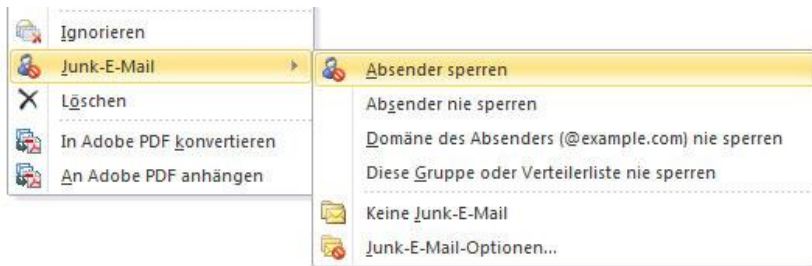 Ignorieren
Junk-E-Mail
Löschen
In Adobe PDF konvertieren
An Adobe PDF anhängen
Absender sperren
Absender nie sperren
Domäne des Absenders (@example.com) nie sperren
Diese Gruppe oder Verteilerliste nie sperren
Keine Junk-E-Mail
Junk-E-Mail-Optionen...